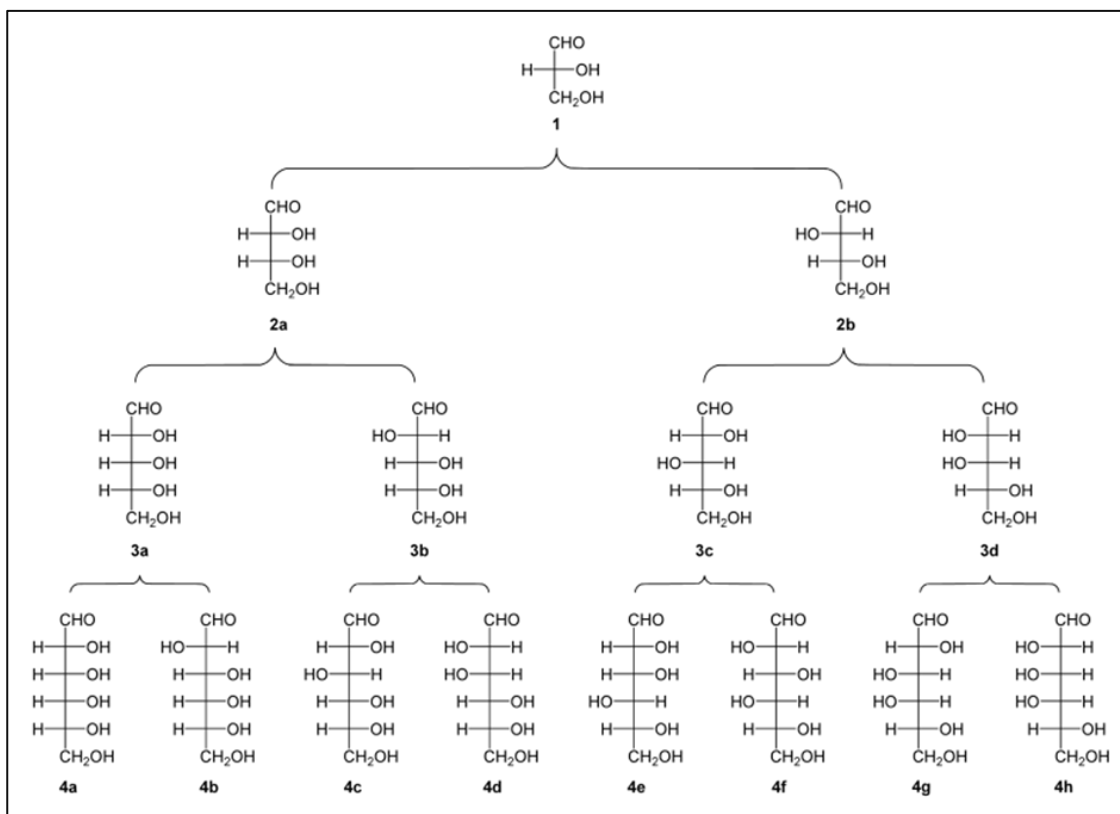 CHO
H OH
CH₂OH
1
CHO CHO
H OH HO H
H OH H OH
CH₂OH CH₂OH
2a 2b
CHO CHO CHO CHO
H OH HO H H OH HO H
H OH H OH HO H HO H
H OH H OH H OH H OH
CH₂OH CH₂OH CH₂OH CH₂OH
3a 3b 3c 3d
CHO CHO CHO CHO CHO CHO CHO CHO
H OH HO H H OH HO H H OH HO H H OH HO H
H OH H OH HO H HO H H OH H OH HO H HO H
H OH H OH H OH H OH HO H HO H HO H HO H
H OH H OH H OH H OH H OH H OH H OH H OH
CH₂OH CH₂OH CH₂OH CH₂OH CH₂OH CH₂OH CH₂OH CH₂OH
4a 4b 4c 4d 4e 4f 4g 4h